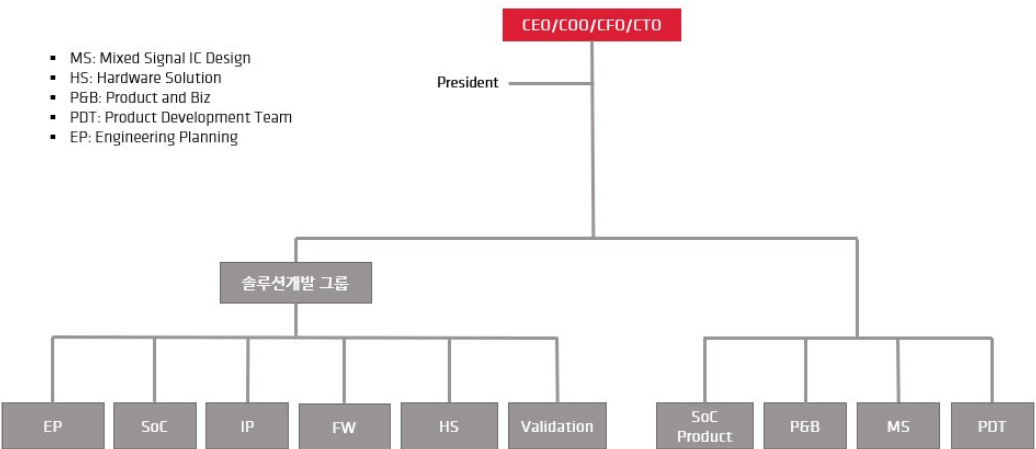 CEO/COO/CFO/CTO
▪ MS: Mixed Signal IC Design
▪ HS: Hardware Solution
▪ P&B: Product and Biz
▪ PDT: Product Development Team
▪ EP: Engineering Planning
President
솔루션개발 그룹
EP
SoC
IP
FW
HS
Validation
SoC
Product
P&B
MS
PDT